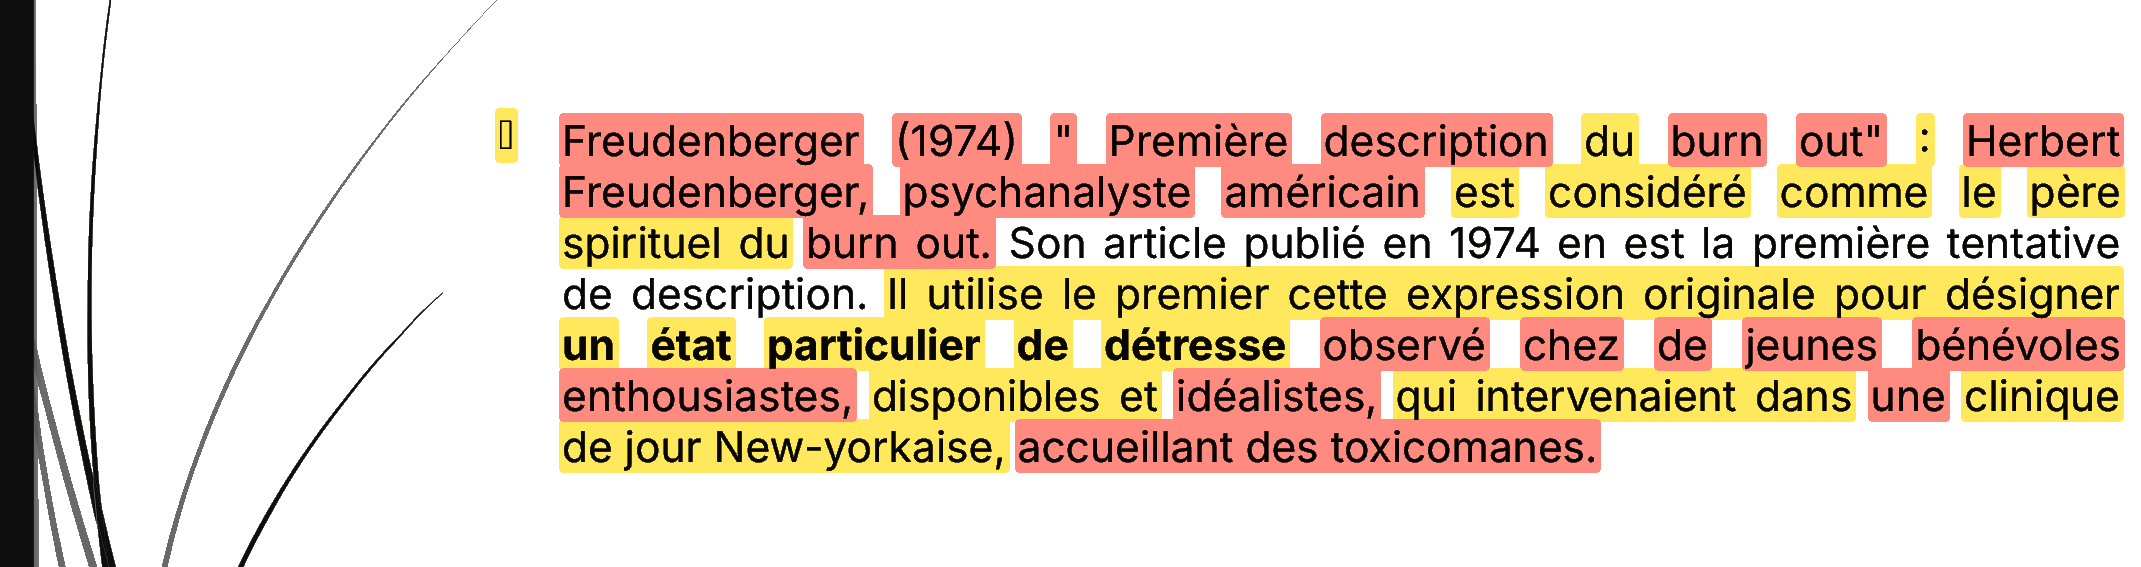 Freudenberger (1974) " Première description du burn out" : Herbert
Freudenberger, psychanalyste américain est considéré comme le père
spirituel du burn out. Son article publié en 1974 en est la première tentative
de description. Il utilise le premier cette expression originale pour désigner
un état particulier de détresse observé chez de jeunes bénévoles
enthousiastes, disponibles et idéalistes, qui intervenaient dans une clinique
de jour New-yorkaise, accueillant des toxicomanes.